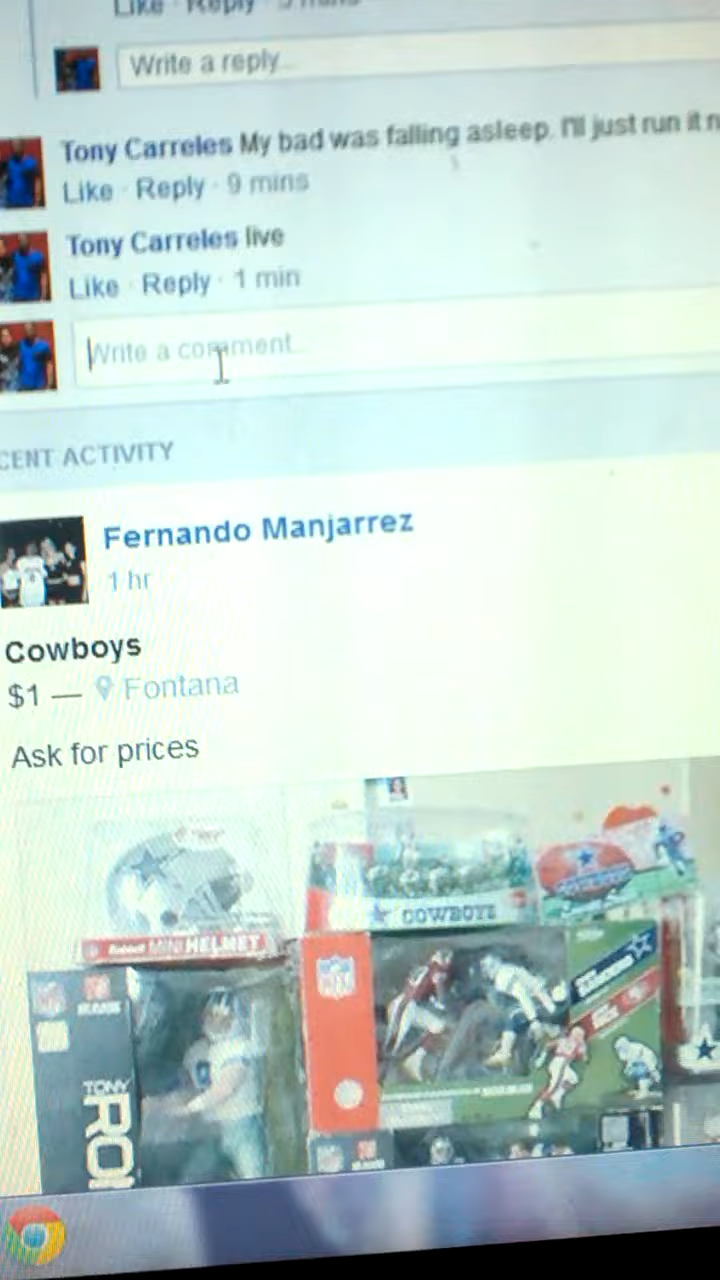 Like · Reply ·
Write a reply...
Tony Carreles My bad was falling asleep. I'll just run it
Like · Reply · 9 mins
Tony Carreles live
Like · Reply · 1 min
Write a comment...
CENT ACTIVITY
Fernando Manjarrez
1 hr
Cowboys
$1 — Fontana
Ask for prices
COWBOYS
MINI HELMET
NFL
TONY